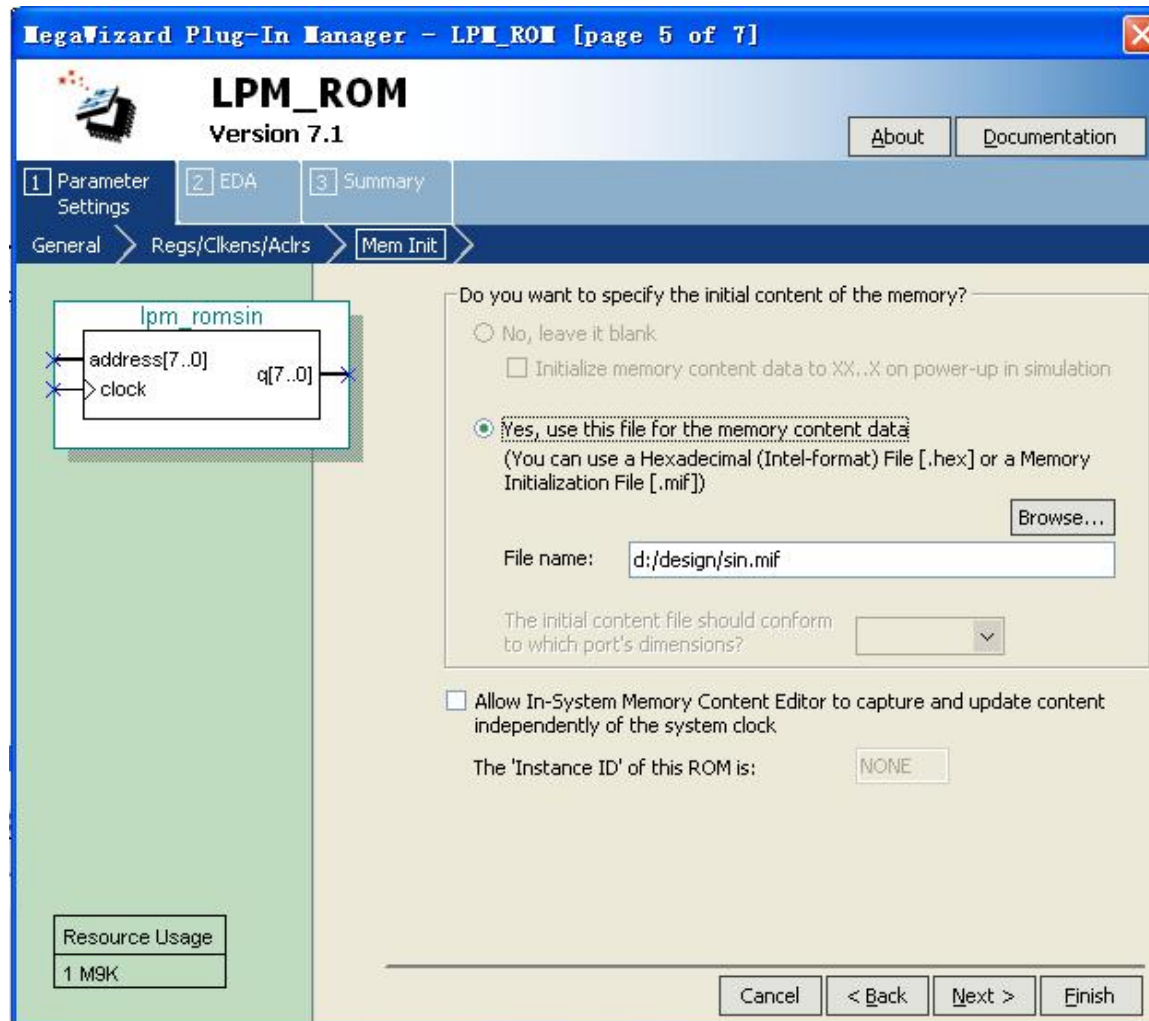 MegaWizard Plug-In Manager - LPM_ROM [page 5 of 7]
LPM_ROM
Version 7.1
About
Documentation
1 Parameter Settings
2 EDA
3 Summary
General
Regs/Clkens/Aclrs
Mem Init
lpm_romsin
address[7..0]
q[7..0]
clock
Do you want to specify the initial content of the memory?
No, leave it blank
Initialize memory content data to XX..X on power-up in simulation
Yes, use this file for the memory content data
(You can use a Hexadecimal (Intel-format) File [.hex] or a Memory
Initialization File [.mif])
Browse...
File name:
d:/design/sin.mif
The initial content file should conform
to which port's dimensions?
Allow In-System Memory Content Editor to capture and update content
independently of the system clock
The 'Instance ID' of this ROM is:
NONE
Resource Usage
1 M9K
Cancel
< Back
Next >
Finish